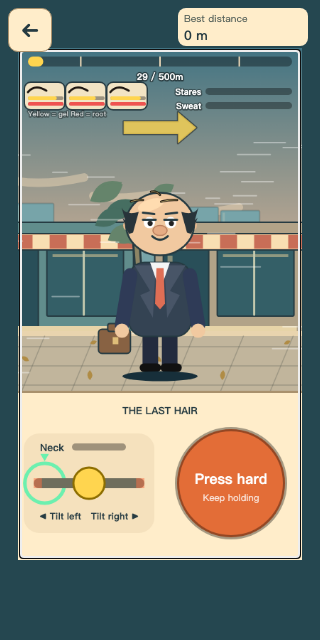 Best distance
0 m
29 / 500m
Stares
Sweat
Yellow = gel Red = root
THE LAST HAIR
Neck
Press hard
Keep holding
◄ Tilt left Tilt right ►